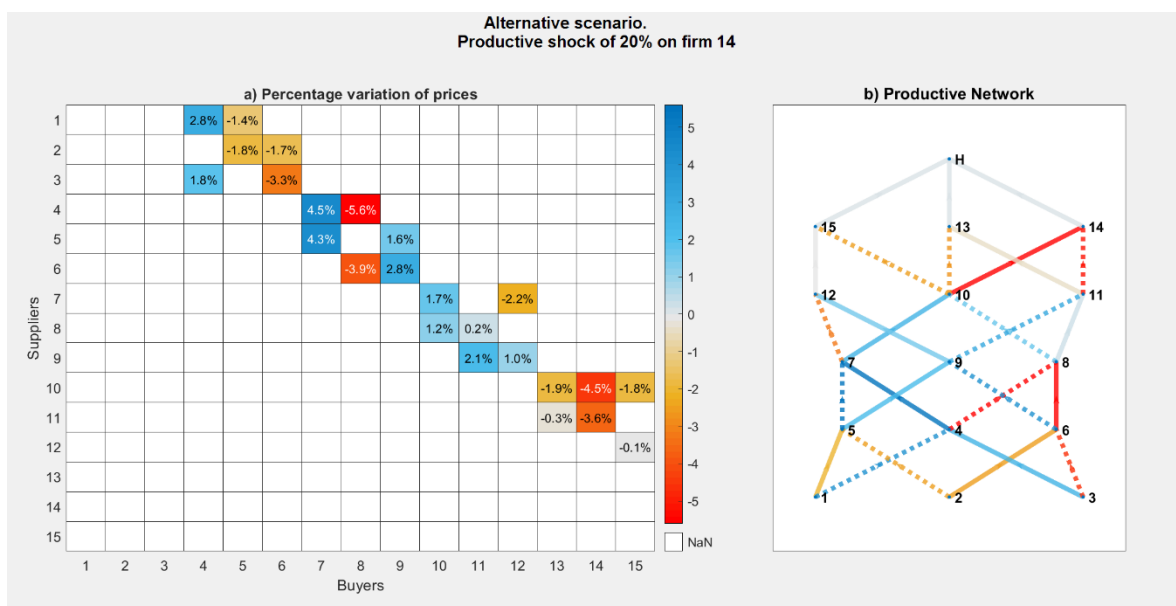 Alternative scenario.
Productive shock of 20% on firm 14
a) Percentage variation of prices
b) Productive Network
Suppliers
1 2.8% -1.4%
2 -1.8% -1.7%
3 1.8% -3.3%
4 4.5% -5.6%
5 4.3% 1.6%
6 -3.9% 2.8%
7 1.7% -2.2%
8 1.2% 0.2%
9 2.1% 1.0%
10 -1.9% -4.5% -1.8%
11 -0.3% -3.6%
12 -0.1%
13
14
15
1 2 3 4 5 6 7 8 9 10 11 12 13 14 15
Buyers
5
4
3
2
1
0
-1
-2
-3
-4
-5
NaN
H
15 13 14
12 10 11
7 9 8
5 4 6
1 2 3